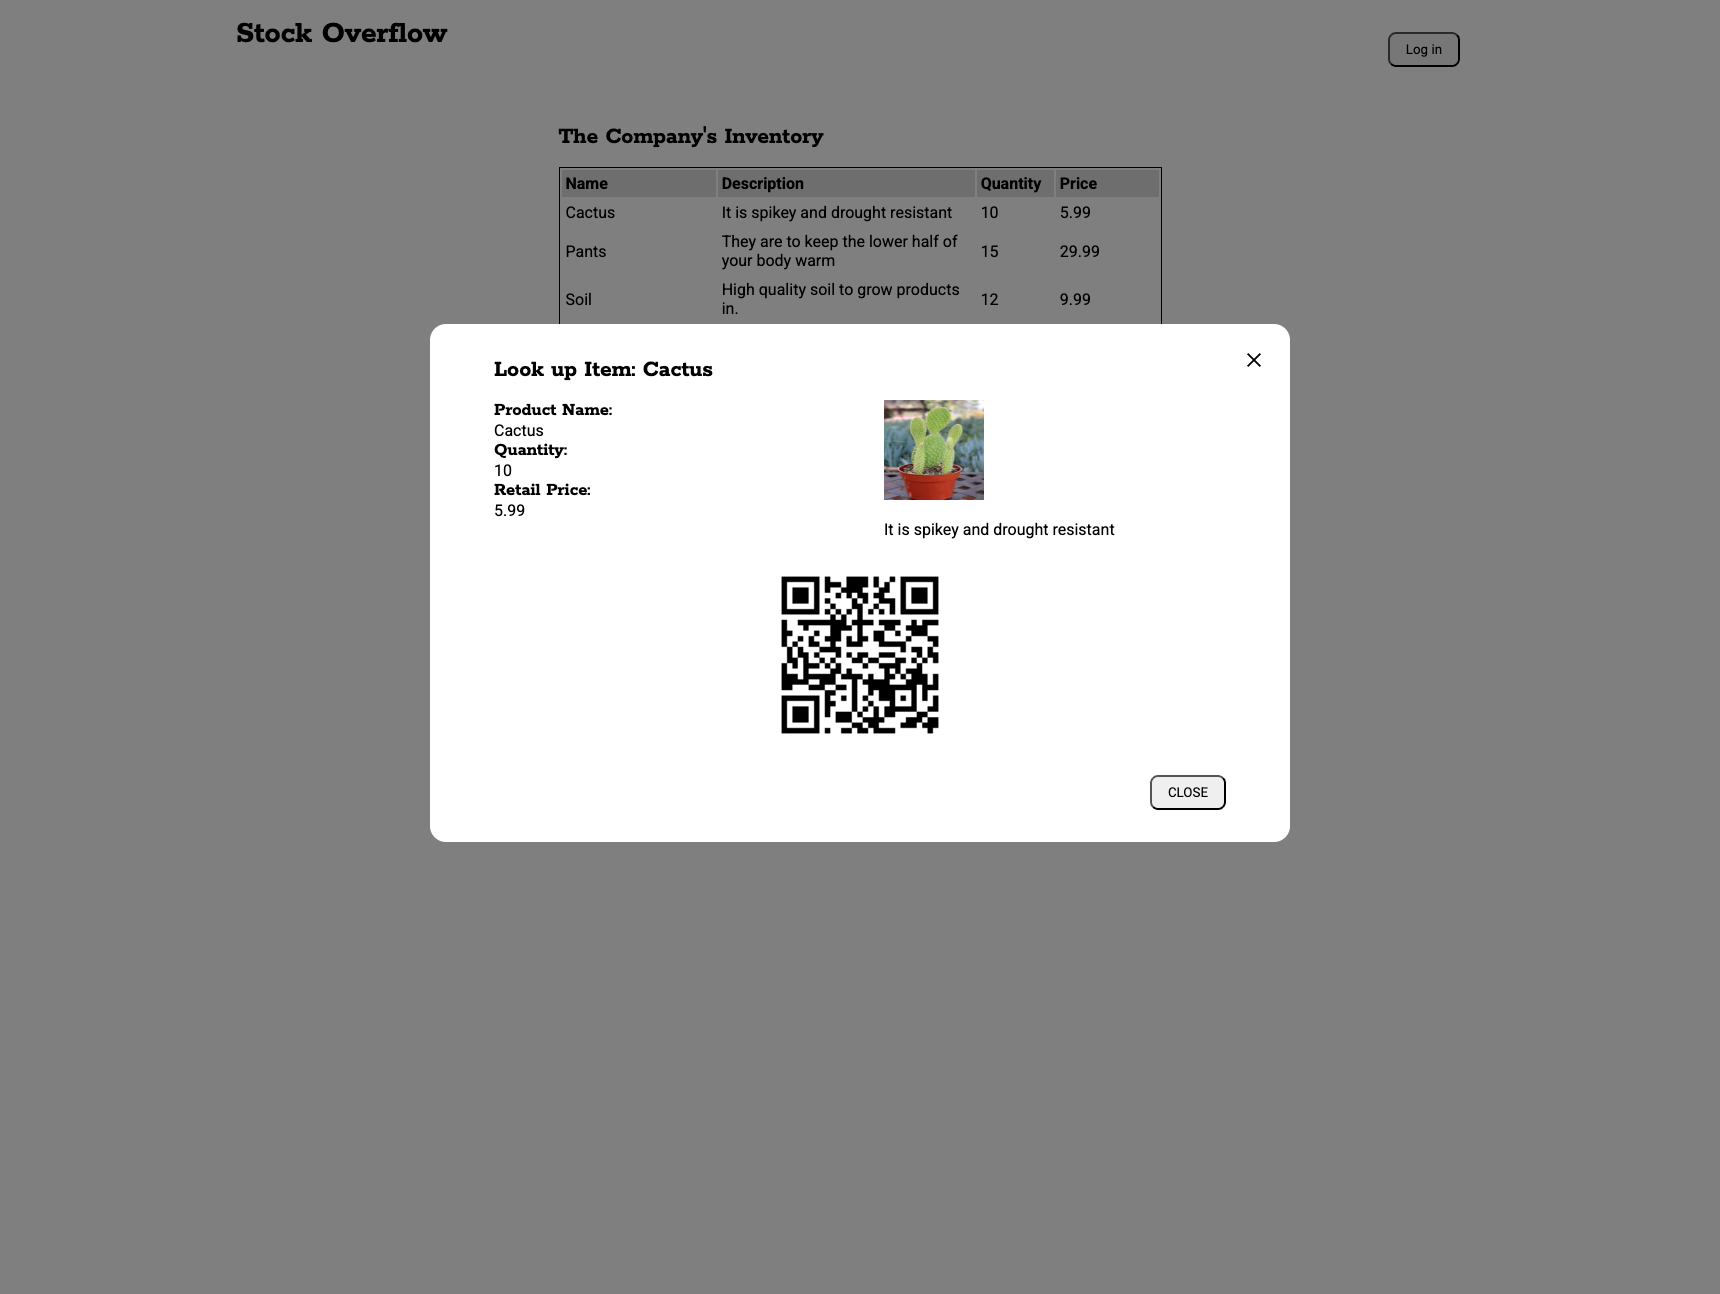 Stock Overflow
Log in
The Company's Inventory
Name Description Quantity Price
Cactus It is spikey and drought resistant 10 5.99
Pants They are to keep the lower half of your body warm 15 29.99
Soil High quality soil to grow products in. 12 9.99
Look up Item: Cactus
Product Name:
Cactus
Quantity:
10
Retail Price:
5.99
It is spikey and drought resistant
CLOSE